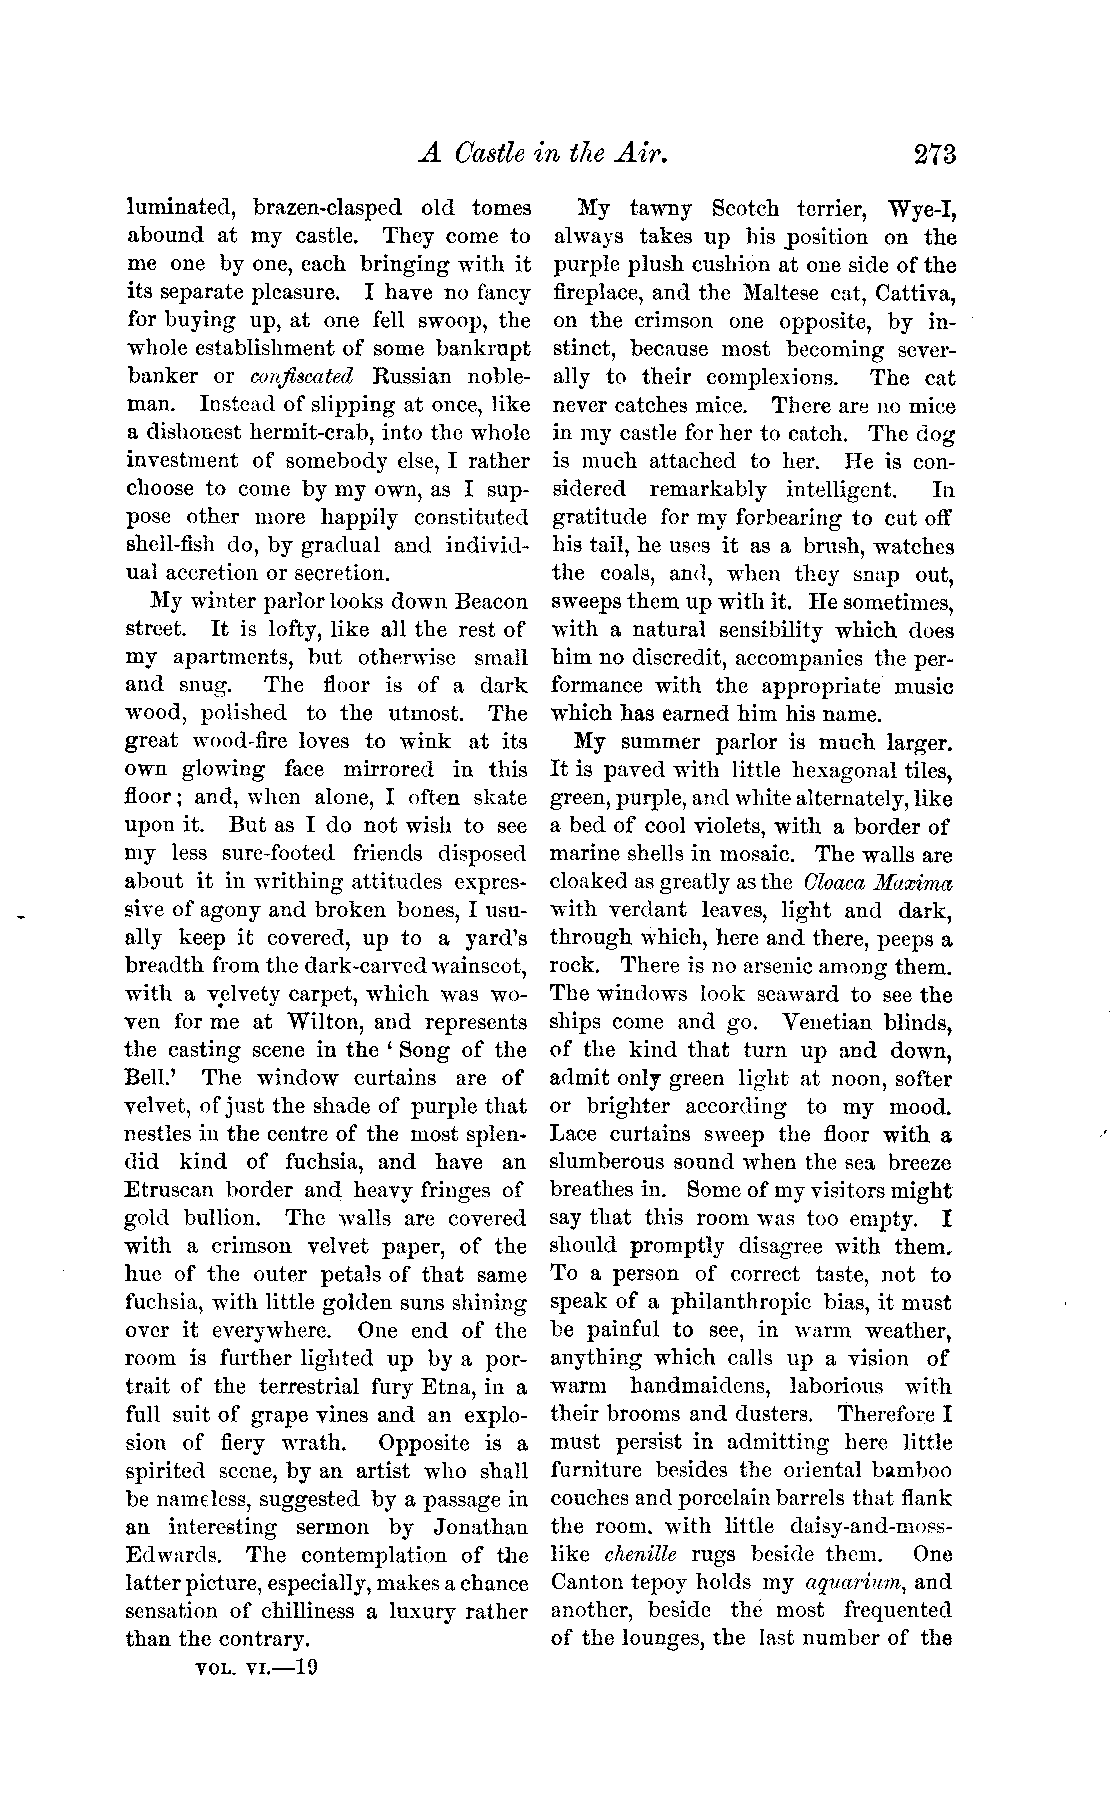 A Castle in the Air. 273
luminated, brazen-clasped old tomes
abound at my castle. They come to
me one by one, each bringing with it
its separate pleasure. I have no fancy
for buying up, at one fell swoop, the
whole establishment of some bankrupt
banker or confiscated Russian noble-
man. Instead of slipping at once, like
a dishonest hermit-crab, into the whole
investment of somebody else, I rather
choose to come by my own, as I sup-
pose other more happily constituted
shell-fish do, by gradual and individ-
ual accretion or secretion.
My winter parlor looks down Beacon
street. It is lofty, like all the rest of
my apartments, but otherwise small
and snug. The floor is of a dark
wood, polished to the utmost. The
great wood-fire loves to wink at its
own glowing face mirrored in this
floor; and, when alone, I often skate
upon it. But as I do not wish to see
my less sure-footed friends disposed
about it in writhing attitudes expres-
sive of agony and broken bones, I usu-
ally keep it covered, up to a yard's
breadth from the dark-carved wainscot,
with a velvety carpet, which was wo-
ven for me at Wilton, and represents
the casting scene in the ‘Song of the
Bell.’ The window curtains are of
velvet, of just the shade of purple that
nestles in the centre of the most splen-
did kind of fuchsia, and have an
Etruscan border and heavy fringes of
gold bullion. The walls are covered
with a crimson velvet paper, of the
hue of the outer petals of that same
fuchsia, with little golden suns shining
over it everywhere. One end of the
room is further lighted up by a por-
trait of the terrestrial fury Etna, in a
full suit of grape vines and an explo-
sion of fiery wrath. Opposite is a
spirited scene, by an artist who shall
be nameless, suggested by a passage in
an interesting sermon by Jonathan
Edwards. The contemplation of the
latter picture, especially, makes a chance
sensation of chilliness a luxury rather
than the contrary.
VOL. VI.—19
My tawny Scotch terrier, Wye-I,
always takes up his position on the
purple plush cushion at one side of the
fireplace, and the Maltese cat, Cattiva,
on the crimson one opposite, by in-
stinct, because most becoming sever-
ally to their complexions. The cat
never catches mice. There are no mice
in my castle for her to catch. The dog
is much attached to her. He is con-
sidered remarkably intelligent. In
gratitude for my forbearing to cut off
his tail, he uses it as a brush, watches
the coals, and, when they snap out,
sweeps them up with it. He sometimes,
with a natural sensibility which does
him no discredit, accompanies the per-
formance with the appropriate music
which has earned him his name.
My summer parlor is much larger.
It is paved with little hexagonal tiles,
green, purple, and white alternately, like
a bed of cool violets, with a border of
marine shells in mosaic. The walls are
cloaked as greatly as the Cloaca Maxima
with verdant leaves, light and dark,
through which, here and there, peeps a
rock. There is no arsenic among them.
The windows look seaward to see the
ships come and go. Venetian blinds,
of the kind that turn up and down,
admit only green light at noon, softer
or brighter according to my mood.
Lace curtains sweep the floor with a
slumberous sound when the sea breeze
breathes in. Some of my visitors might
say that this room was too empty. I
should promptly disagree with them.
To a person of correct taste, not to
speak of a philanthropic bias, it must
be painful to see, in warm weather,
anything which calls up a vision of
warm handmaidens, laborious with
their brooms and dusters. Therefore I
must persist in admitting here little
furniture besides the oriental bamboo
couches and porcelain barrels that flank
the room. with little daisy-and-moss-
like chenille rugs beside them. One
Canton tepoy holds my aquarium, and
another, beside the most frequented
of the lounges, the last number of the